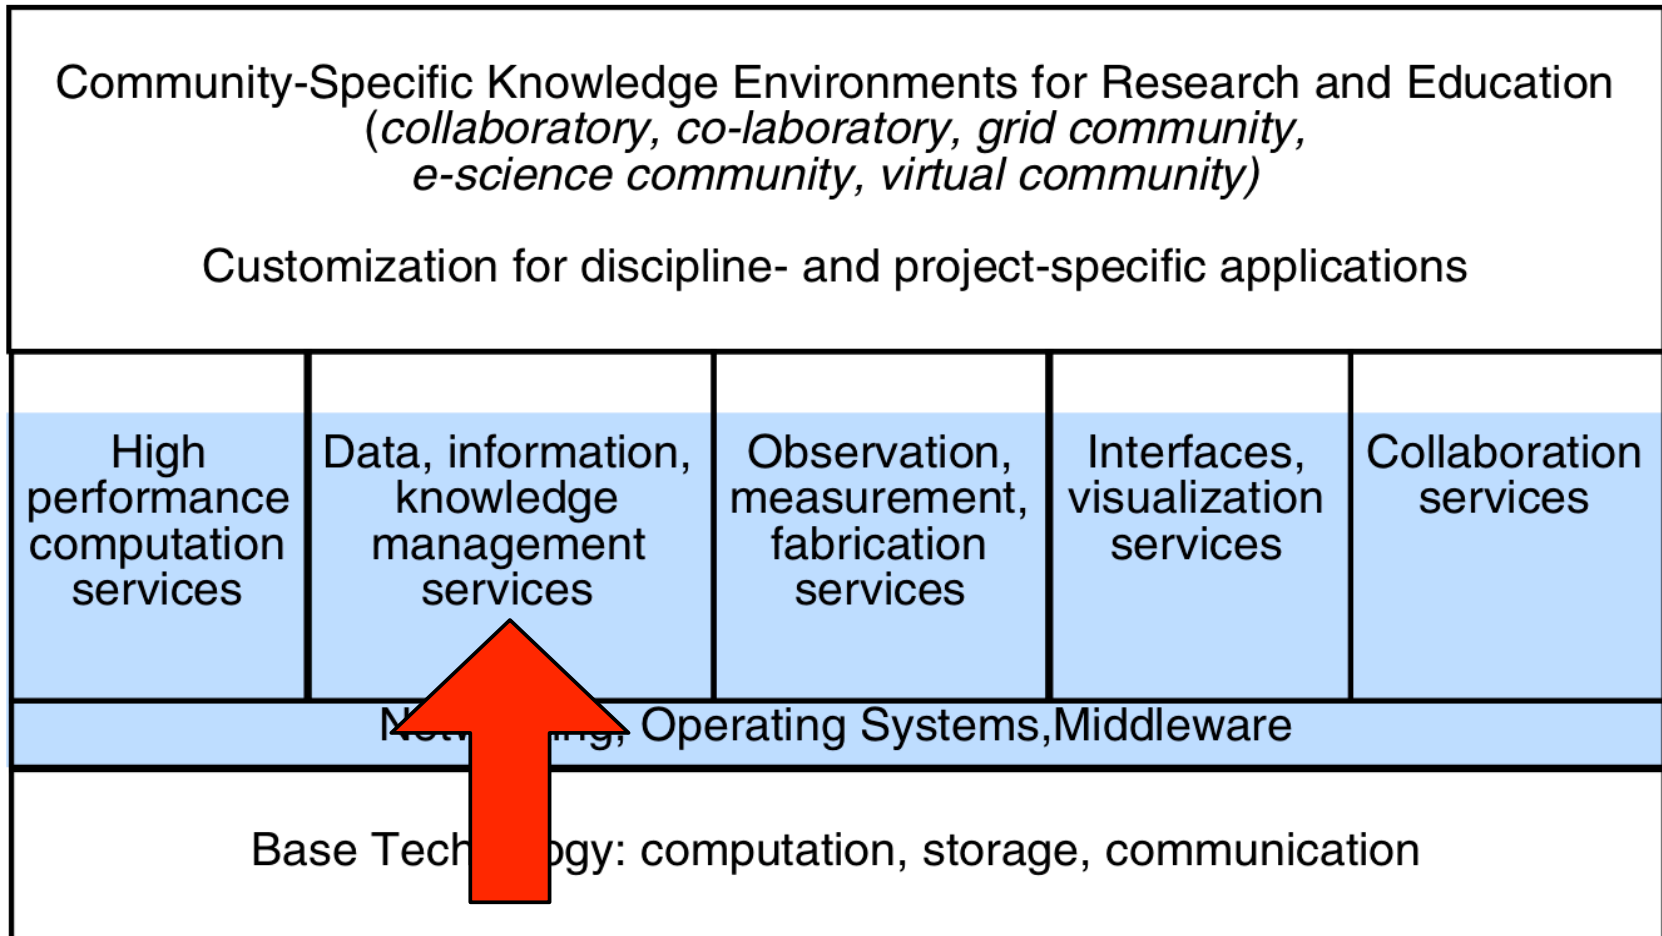 Community-Specific Knowledge Environments for Research and Education
(collaboratory, co-laboratory, grid community,
e-science community, virtual community)
Customization for discipline- and project-specific applications
High
performance
computation
services
Data, information,
knowledge
management
services
Observation,
measurement,
fabrication
services
Interfaces,
visualization
services
Collaboration
services
Operating Systems,Middleware
Base Technology: computation, storage, communication